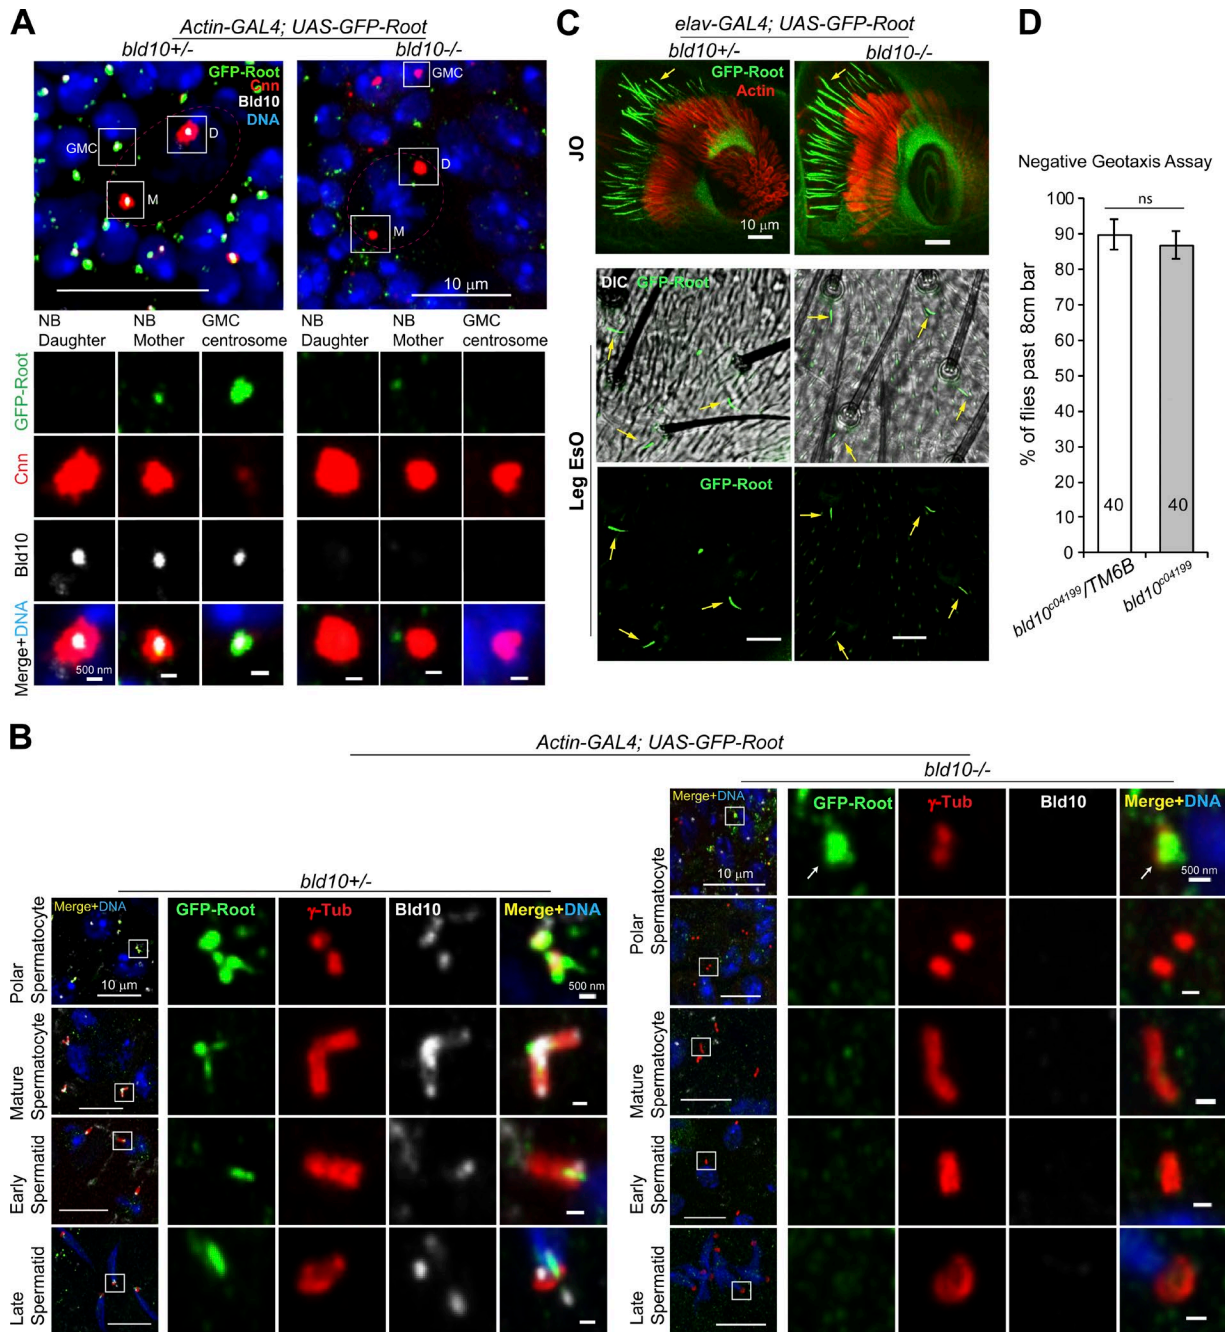 A
Actin-GAL4; UAS-GFP-Root
bld10+/-
bld10-/-
GFP-Root
Cnn
Bld10
DNA
GMC
D
M
GMC
D
M
10 μm
NB
Daughter
NB
Mother
GMC
centrosome
NB
Daughter
NB
Mother
GMC
centrosome
GFP-Root
Cnn
Bld10
Merge+DNA
500 nm
C
elav-GAL4; UAS-GFP-Root
bld10+/-
bld10-/-
JO
GFP-Root
Actin
10 μm
Leg EsO
DIC GFP-Root
GFP-Root
D
Negative Geotaxis Assay
ns
% of flies past 8cm bar
100
90
80
70
60
50
40
30
20
10
0
40
40
bld10c04199/TM6B
bld10c04199
B
Actin-GAL4; UAS-GFP-Root
bld10+/-
Merge+DNA
GFP-Root
γ-Tub
Bld10
Merge+DNA
10 μm
500 nm
Polar
Spermatocyte
Mature
Spermatocyte
Early
Spermatid
Late
Spermatid
bld10-/-
Merge+DNA
GFP-Root
γ-Tub
Bld10
Merge+DNA
10 μm
500 nm
Polar
Spermatocyte
Mature
Spermatocyte
Early
Spermatid
Late
Spermatid